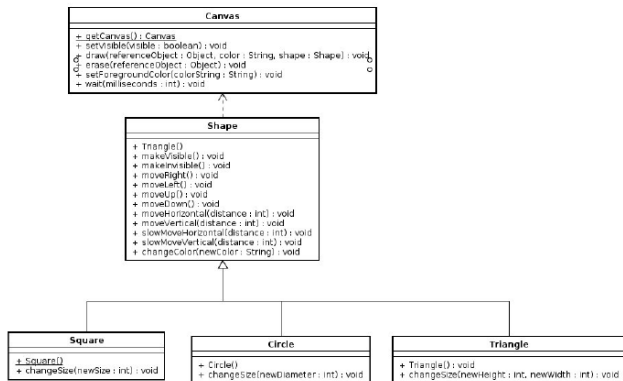 Canvas
+ getCanvas() : Canvas
+ setVisible(visible : boolean) : void
+ draw(referenceObject : Object, color : String, shape : Shape) : void
+ erase(referenceObject : Object) : void
+ setForegroundColor(colorString : String) : void
+ wait(milliseconds : int) : void
Shape
+ Triangle()
+ makeVisible() : void
+ makeInvisible() : void
+ moveRight() : void
+ moveLeft() : void
+ moveUp() : void
+ moveDown() : void
+ moveHorizontal(distance : int) : void
+ moveVertical(distance : int) : void
+ slowMoveHorizontal(distance : int) : void
+ slowMoveVertical(distance : int) : void
+ changeColor(newColor : String) : void
Square
+ Square()
+ changeSize(newSize : int) : void
Circle
+ Circle()
+ changeSize(newDiameter : int) : void
Triangle
+ Triangle() : void
+ changeSize(newHeight : int, newWidth : int) : void